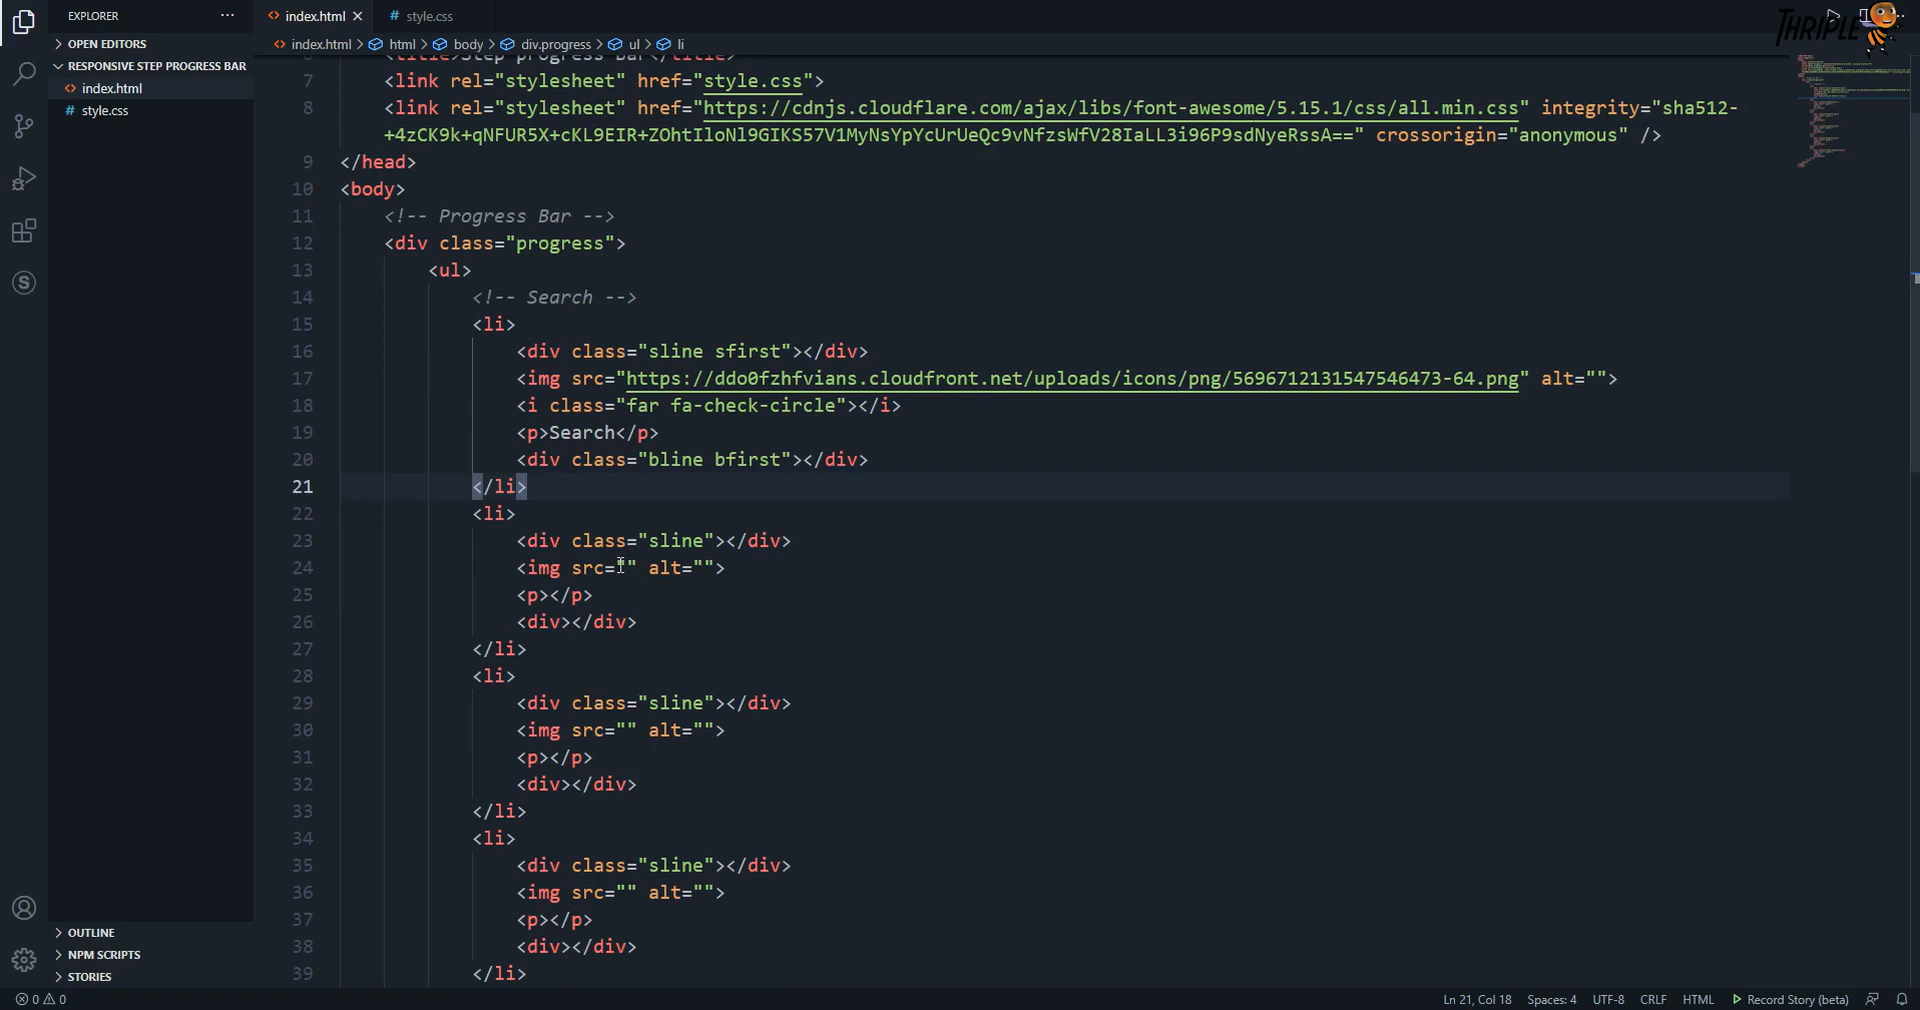 EXPLORER
OPEN EDITORS
RESPONSIVE STEP PROGRESS BAR
index.html
style.css
OUTLINE
NPM SCRIPTS
STORIES
index.html
style.css
THRIPLE
index.html > html > body > div.progress > ul > li
6 <title>Step progress Bar</title>
7 <link rel="stylesheet" href="style.css">
8 <link rel="stylesheet" href="https://cdnjs.cloudflare.com/ajax/libs/font-awesome/5.15.1/css/all.min.css" integrity="sha512-
+4zCK9k+qNFUR5X+cKL9EIR+ZOhtIloNl9GIKS57V1MyNsYpYcUrUeQc9vNfzsWfV28IaLL3i96P9sdNyeRssA==" crossorigin="anonymous" />
9 </head>
10 <body>
11 <!-- Progress Bar -->
12 <div class="progress">
13 <ul>
14 <!-- Search -->
15 <li>
16 <div class="sline sfirst"></div>
17 <img src="https://ddo0fzhfvians.cloudfront.net/uploads/icons/png/5696712131547546473-64.png" alt="">
18 <i class="far fa-check-circle"></i>
19 <p>Search</p>
20 <div class="bline bfirst"></div>
21 </li>
22 <li>
23 <div class="sline"></div>
24 <img src="" alt="">
25 <p></p>
26 <div></div>
27 </li>
28 <li>
29 <div class="sline"></div>
30 <img src="" alt="">
31 <p></p>
32 <div></div>
33 </li>
34 <li>
35 <div class="sline"></div>
36 <img src="" alt="">
37 <p></p>
38 <div></div>
39 </li>
0 0
Ln 21, Col 18
Spaces: 4
UTF-8
CRLF
HTML
Record Story (beta)